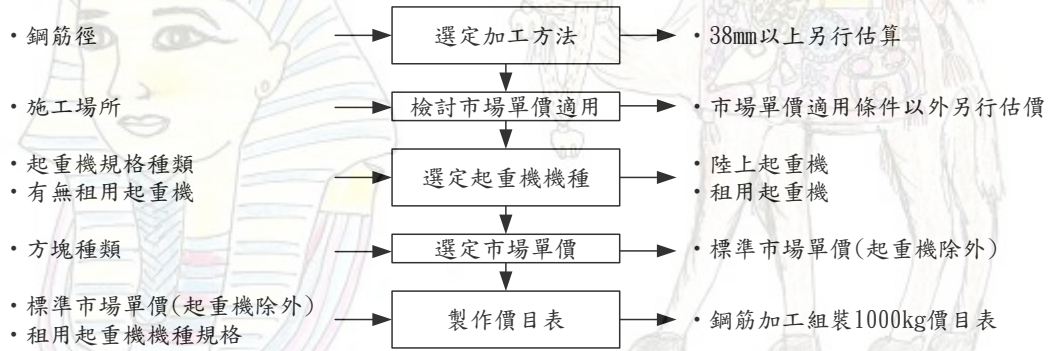 ・鋼筋徑
選定加工方法
・38mm以上另行估算
・施工場所
檢討市場單價適用
・市場單價適用條件以外另行估價
・起重機規格種類
・有無租用起重機
選定起重機機種
・陸上起重機
・租用起重機
・方塊種類
選定市場單價
・標準市場單價(起重機除外)
・標準市場單價(起重機除外)
・租用起重機機種規格
製作價目表
・鋼筋加工組裝1000kg價目表